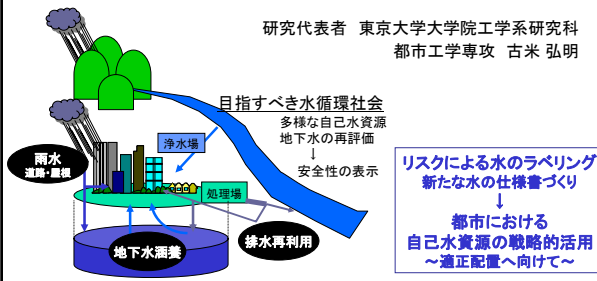 研究代表者 東京大学大学院工学系研究科
都市工学専攻 古米 弘明
目指すべき水循環社会
多様な自己水資源
地下水の再評価
↓
安全性の表示
浄水場
雨水
道路・屋根
処理場
排水再利用
地下水涵養
リスクによる水のラベリング
新たな水の仕様書づくり
↓
都市における
自己水資源の戦略的活用
～適正配置へ向けて～